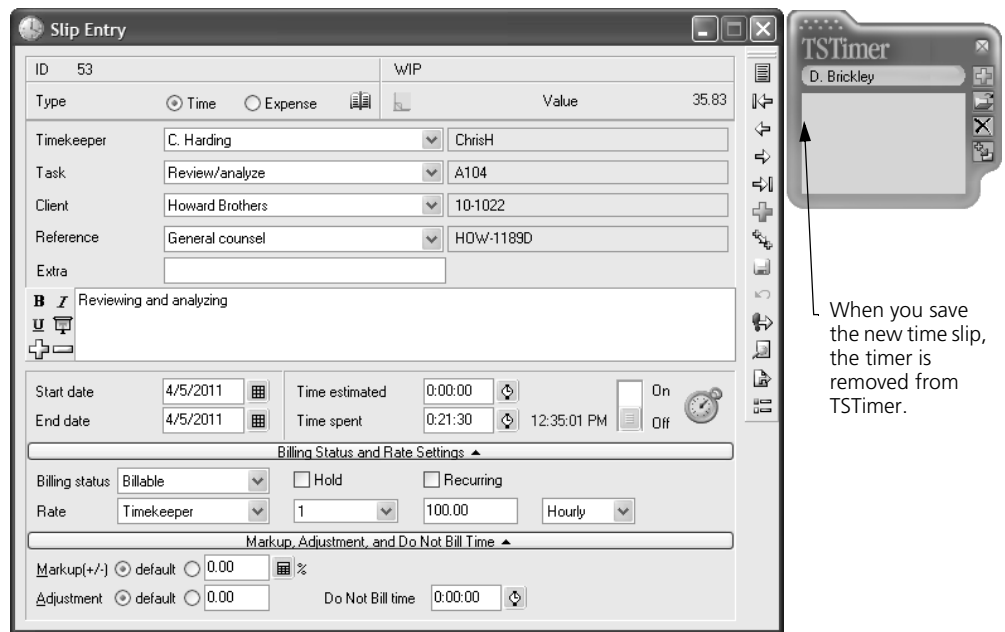 Slip Entry
ID 53 WIP
Type Time Expense Value 35.83
Timekeeper C. Harding ChrisH
Task Review/analyze A104
Client Howard Brothers 10-1022
Reference General counsel HOW-1189D
Extra
B I Reviewing and analyzing
U
Start date 4/5/2011 Time estimated 0:00:00 On
End date 4/5/2011 Time spent 0:21:30 12:35:01 PM Off
Billing Status and Rate Settings
Billing status Billable Hold Recurring
Rate Timekeeper 1 100.00 Hourly
Markup, Adjustment, and Do Not Bill Time
Markup(+/-) default 0.00 %
Adjustment default 0.00 Do Not Bill time 0:00:00
TSTimer
D. Brickley
When you save
the new time slip,
the timer is
removed from
TSTimer.